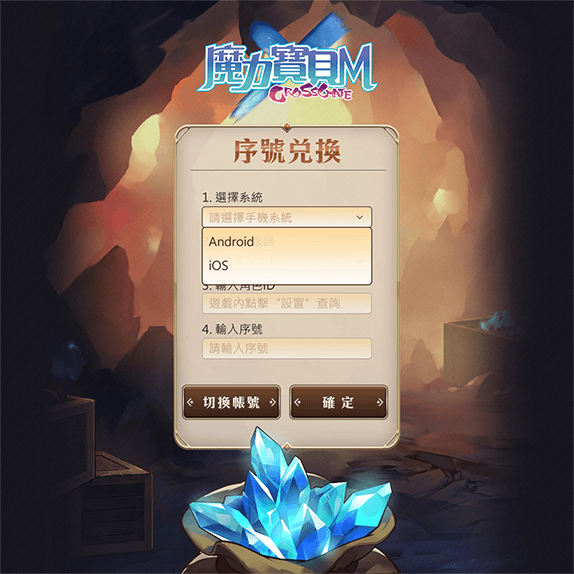 魔力寶貝M
CROSSGATE
序號兌換
1. 選擇系統
請選擇手機系統
Android
iOS
3. 輸入角色ID
遊戲內點擊“設置”查詢
4. 輸入序號
請輸入序號
切換帳號
確定